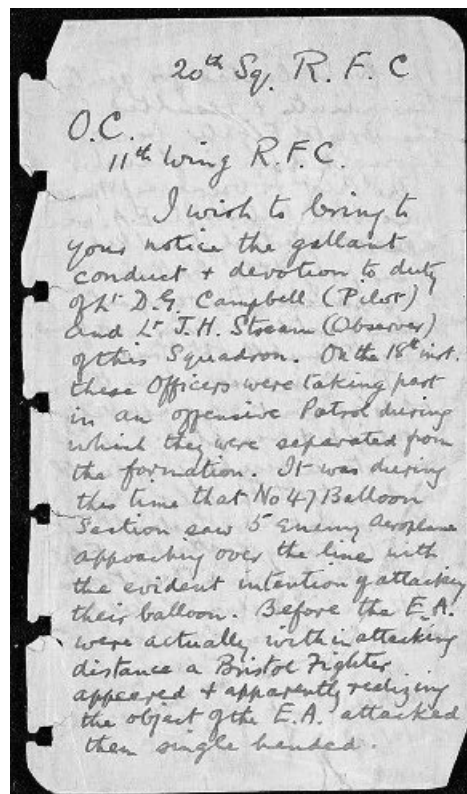 20th Sq. R. F. C
O.C.
11th Wing R.F.C.
I wish to bring to
your notice the gallant
conduct + devotion to duty
of Lt D.G. Campbell (Pilot)
and Lt J.H. Stream (Observer)
of this Squadron. On the 18th inst.
these Officers were taking part
in an offensive Patrol during
which they were separated from
the formation. It was during
this time that No 47 Balloon
Section saw 5 Enemy Aeroplane
approaching over the line with
the evident intention of attacking
their balloon. Before the E.A.
were actually within attacking
distance a Bristol Fighter
appeared + apparently realizing
the object of the E.A. attacked
them single handed.